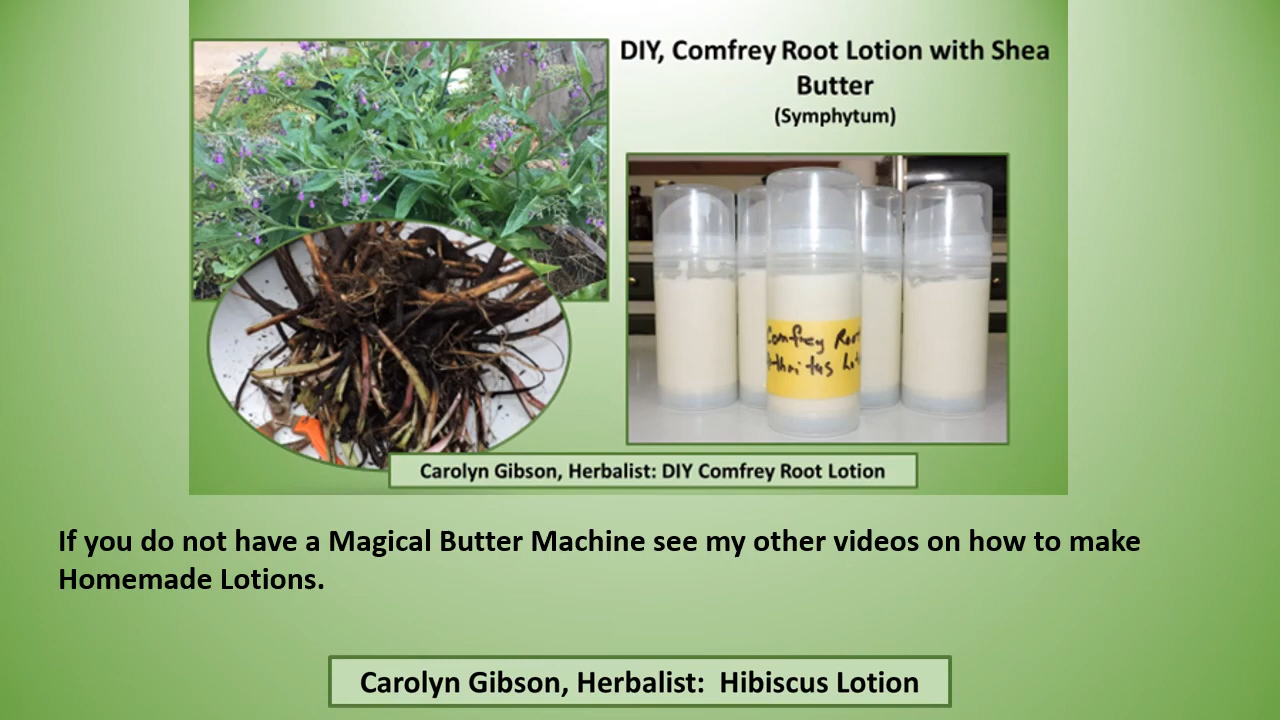 DIY, Comfrey Root Lotion with Shea
Butter
(Symphytum)
Comfrey Root
Carolyn Gibson, Herbalist: DIY Comfrey Root Lotion
If you do not have a Magical Butter Machine see my other videos on how to make
Homemade Lotions.
Carolyn Gibson, Herbalist:  Hibiscus Lotion